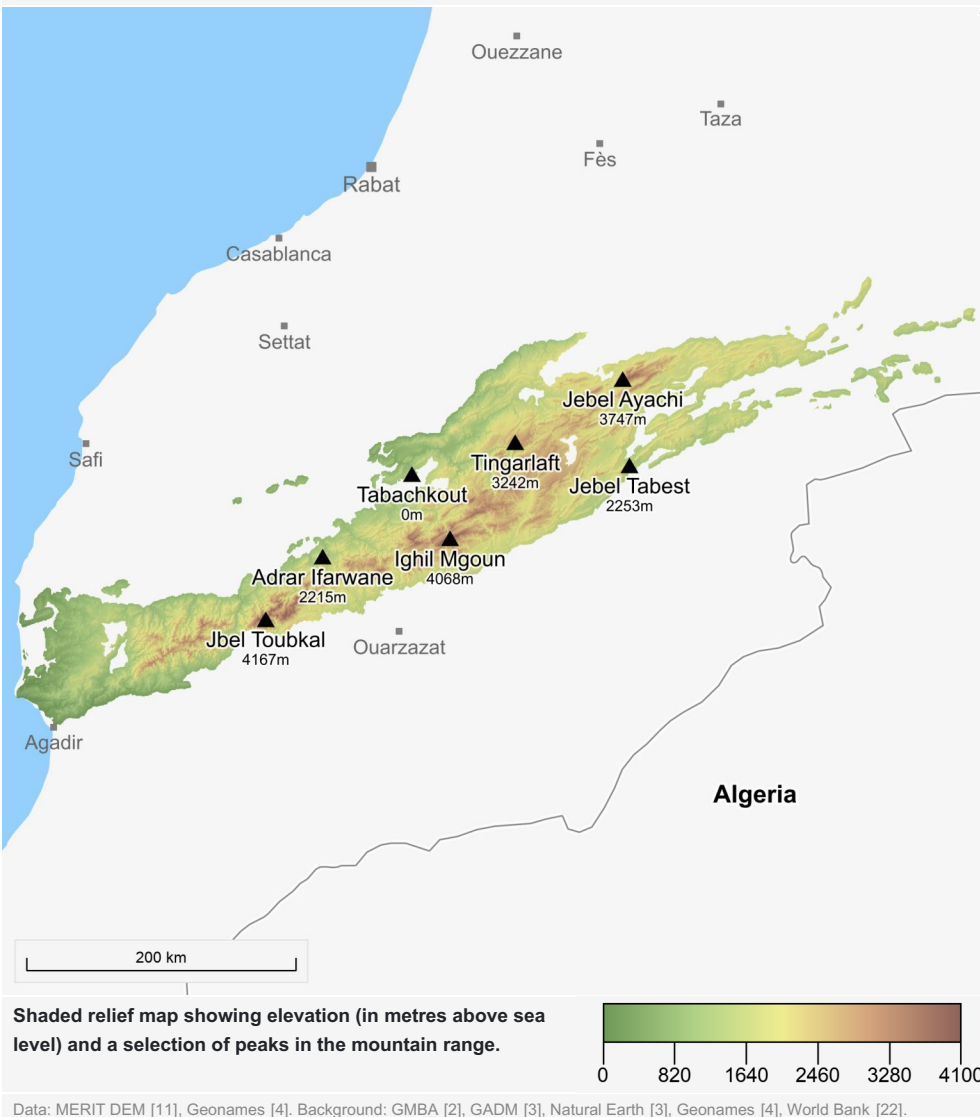 Ouezzane
Taza
Fès
Rabat
Casablanca
Settat
Jebel Ayachi
3747m
Safi
Tingarlaft
3242m
Jebel Tabest
2253m
Tabachkout
0m
Ighil Mgoun
4068m
Adrar Ifarwane
2215m
Jbel Toubkal
4167m
Ouarzazat
Agadir
Algeria
200 km
Shaded relief map showing elevation (in metres above sea
level) and a selection of peaks in the mountain range.
0 820 1640 2460 3280 4100
Data: MERIT DEM [11], Geonames [4]. Background: GMBA [2], GADM [3], Natural Earth [3], Geonames [4], World Bank [22].